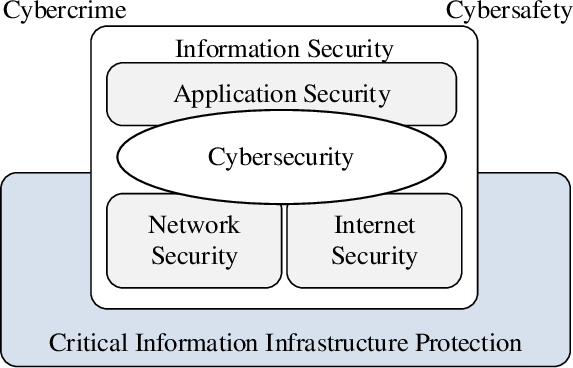 Cybercrime
Cybersafety
Information Security
Application Security
Cybersecurity
Network
Security
Internet
Security
Critical Information Infrastructure Protection